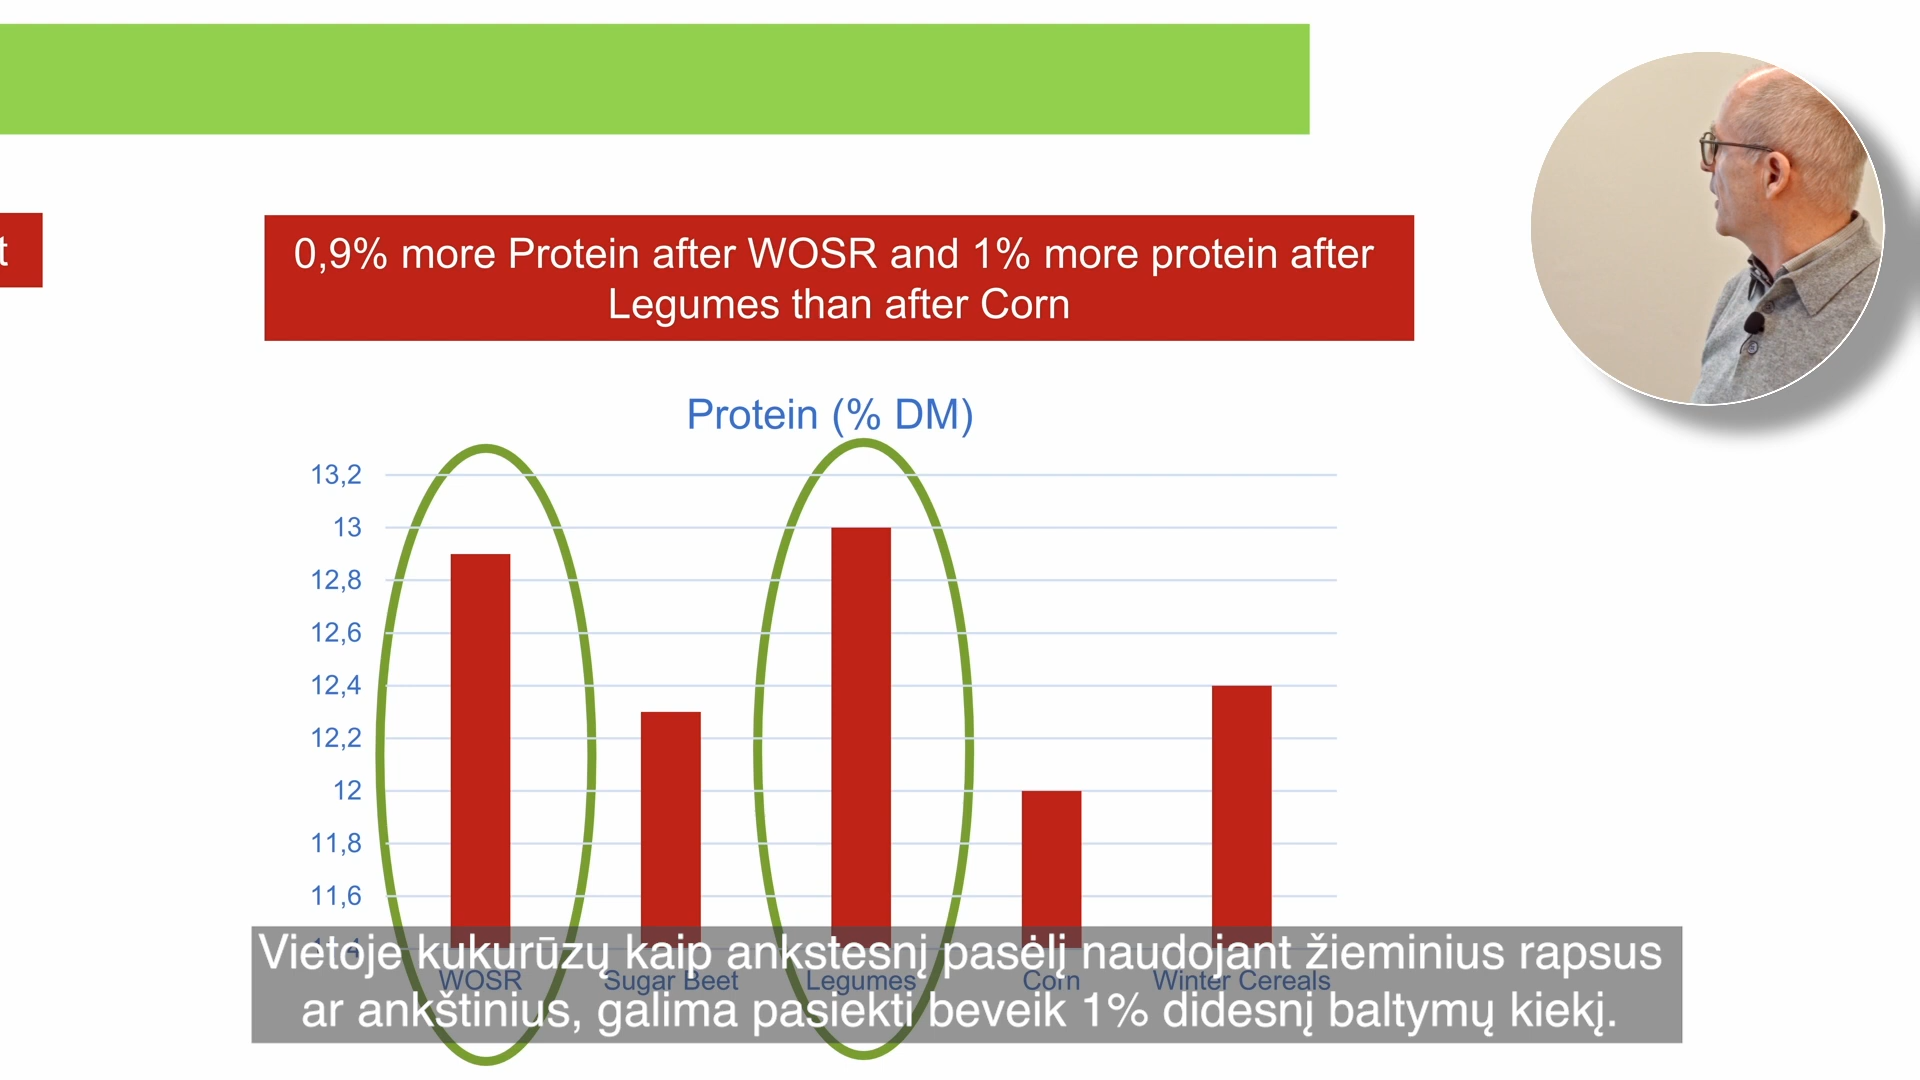 t
0,9% more Protein after WOSR and 1% more protein after
Legumes than after Corn
Protein (% DM)
13,2
13
12,8
12,6
12,4
12,2
12
11,8
11,6
WOSR
Sugar Beet
Legumes
Corn
Winter Cereals
Vietoje kukurūzų kaip ankstesnį pasėlį naudojant žieminius rapsus
ar ankštinius, galima pasiekti beveik 1% didesnį baltymų kiekį.